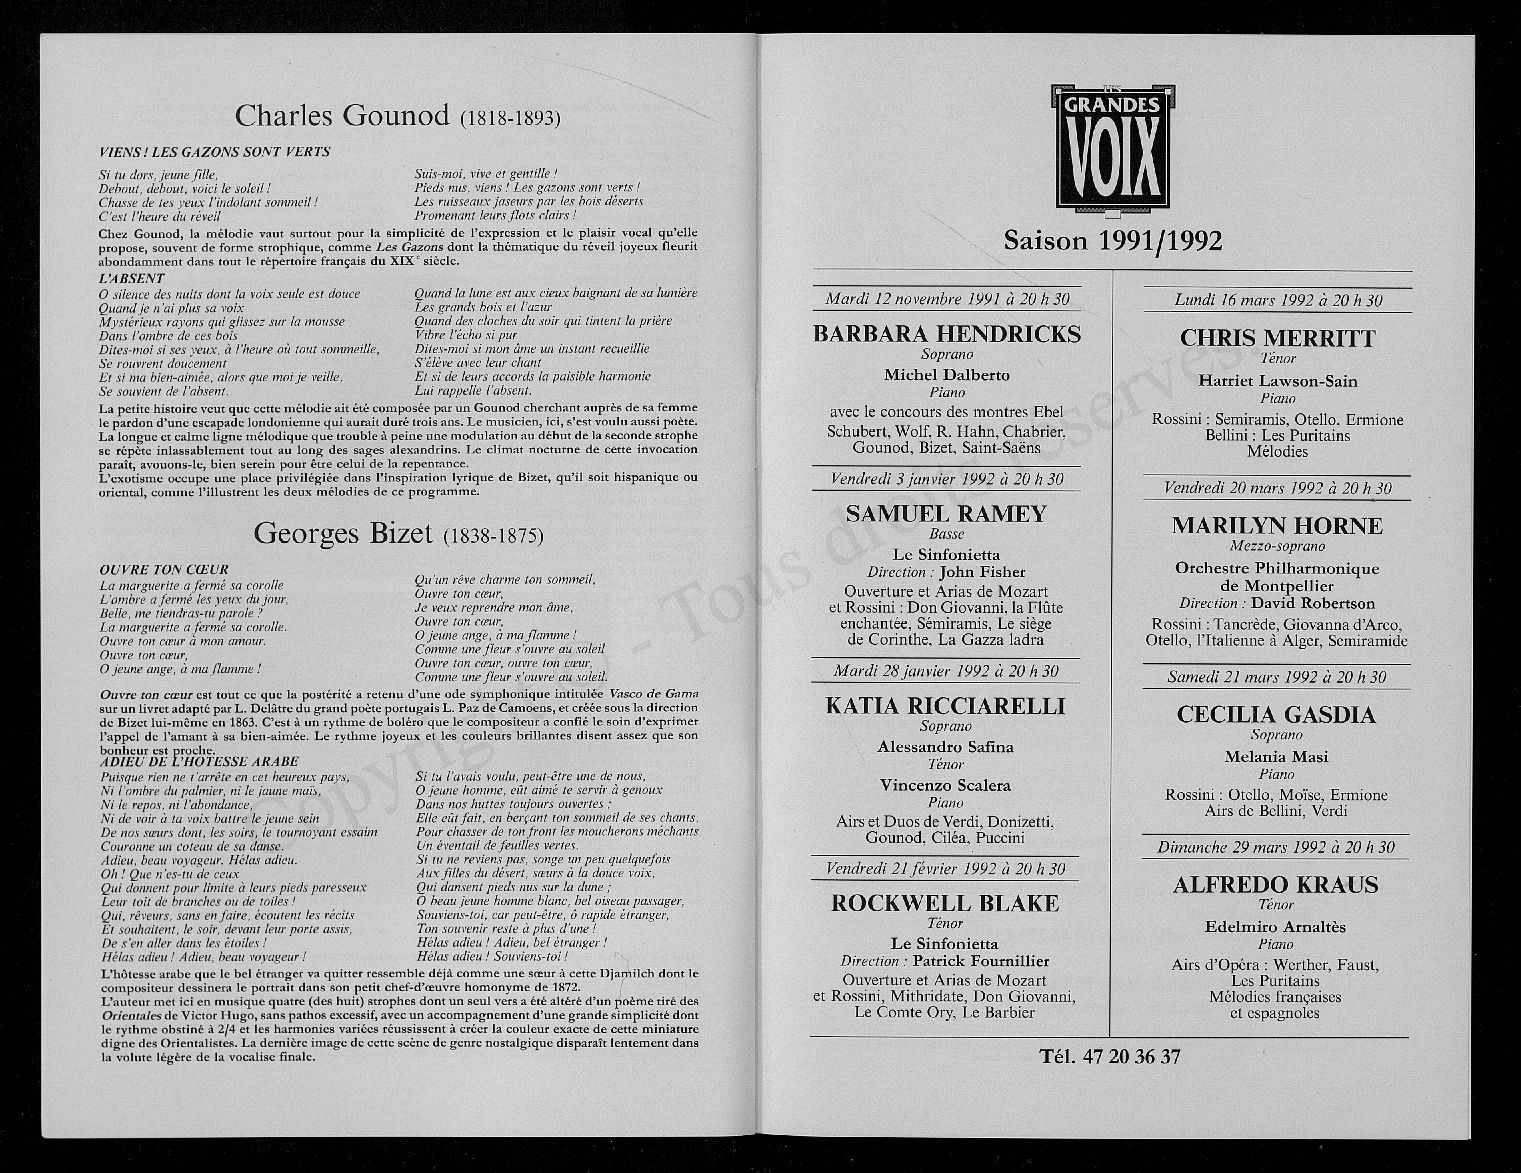 Charles Gounod (1818-1893)
VIENS ! LES GAZONS SONT VERTS
Si tu dors, jeune fille,
Debout, debout, voici le soleil !
Chasse de tes yeux l'indolant sommeil !
C'est l'heure du réveil
Suis-moi, vive et gentille !
Pieds nus, viens ! Les gazons sont verts !
Les ruisseaux jaseurs par les bois déserts
Promenant leurs flots clairs !
Chez Gounod, la mélodie vaut surtout pour la simplicité de l'expression et le plaisir vocal qu'elle
propose, souvent de forme strophique, comme Les Gazons dont la thématique du réveil joyeux fleurit
abondamment dans tout le répertoire français du XIXe siècle.
L'ABSENT
O silence des nuits dont la voix seule est douce
Quand je n'ai plus sa voix
Mystérieux rayons qui glissez sur la mousse
Dans l'ombre de ces bois
Dites-moi si ses yeux, à l'heure où tout sommeille,
Se rouvrent doucement
Et si ma bien-aimée, alors que moi je veille,
Se souvient de l'absent.
Quand la lune est aux cieux baignant de sa lumière
Les grands bois et l'azur
Quand des cloches du soir qui tintent la prière
Vibre l'écho si pur
Dites-moi si mon âme un instant recueillie
S'élève avec leur chant
Et si de leurs accords la paisible harmonie
Lui rappelle l'absent.
La petite histoire veut que cette mélodie ait été composée par un Gounod cherchant auprès de sa femme
le pardon d'une escapade londonienne qui aurait duré trois ans. Le musicien, ici, s'est voulu aussi poète.
La longue et calme ligne mélodique que trouble à peine une modulation au début de la seconde strophe
se répète inlassablement tout au long des sages alexandrins. Le climat nocturne de cette invocation
paraît, avouons-le, bien serein pour être celui de la repentance.
L'exotisme occupe une place privilégiée dans l'inspiration lyrique de Bizet, qu'il soit hispanique ou
oriental, comme l'illustrent les deux mélodies de ce programme.
Georges Bizet (1838-1875)
OUVRE TON CŒUR
La marguerite a fermé sa corolle
L'ombre a fermé les yeux du jour,
Belle, me tiendras-tu parole ?
La marguerite a fermé sa corolle.
Ouvre ton cœur à mon amour.
Ouvre ton cœur,
O jeune ange, à ma flamme !
Qu'un rêve charme ton sommeil,
Ouvre ton cœur,
Je veux reprendre mon âme,
Ouvre ton cœur,
O jeune ange, à ma flamme !
Comme une fleur s'ouvre au soleil
Ouvre ton cœur, ouvre ton cœur,
Comme une fleur s'ouvre au soleil.
Ouvre ton cœur est tout ce que la postérité a retenu d'une ode symphonique intitulée Vasco de Gama
sur un livret adapté par L. Delâtre du grand poète portugais L. Paz de Camoens, et créée sous la direction
de Bizet lui-même en 1863. C'est à un rythme de boléro que le compositeur a confié le soin d'exprimer
l'appel de l'amant à sa bien-aimée. Le rythme joyeux et les couleurs brillantes disent assez que son
bonheur est proche.
ADIEU DE L'HOTESSE ARABE
Puisque rien ne t'arrête en cet heureux pays,
Ni l'ombre du palmier, ni le jaune maïs,
Ni le repos, ni l'abondance,
Ni de voir à ta voix battre le jeune sein
De nos sœurs dont, les soirs, le tournoyant essaim
Couronne un coteau de sa danse.
Adieu, beau voyageur. Hélas adieu.
Oh ! Que n'es-tu de ceux
Qui donnent pour limite à leurs pieds paresseux
Leur toit de branches ou de toiles !
Qui, rêveurs, sans en faire, écoutent les récits
Et souhaitent, le soir, devant leur porte assis,
De s'en aller dans les étoiles !
Hélas adieu ! Adieu, beau voyageur !
Si tu l'avais voulu, peut-être une de nous,
O jeune homme, eût aimé te servir à genoux
Dans nos huttes toujours ouvertes ;
Elle eût fait, en berçant ton sommeil de ses chants,
Pour chasser de ton front les moucherons méchants
Un éventail de feuilles vertes.
Si tu ne reviens pas, songe un peu quelquefois
Aux filles du désert, sœurs à la douce voix,
Qui dansent pieds nus sur la dune ;
O beau jeune homme blanc, bel oiseau passager,
Souviens-toi, car peut-être, ô rapide étranger,
Ton souvenir reste à plus d'une !
Hélas adieu ! Adieu, bel étranger !
Hélas adieu ! Souviens-toi !
L'hôtesse arabe que le bel étranger va quitter ressemble déjà comme une sœur à cette Djamileh dont le
compositeur dessinera le portrait dans son petit chef-d'œuvre homonyme de 1872.
L'auteur met ici en musique quatre (des huit) strophes dont un seul vers a été altéré d'un poème tiré des
Orientales de Victor Hugo, sans pathos excessif, avec un accompagnement d'une grande simplicité dont
le rythme obstiné à 2/4 et les harmonies variées réussissent à créer la couleur exacte de cette miniature
digne des Orientalistes. La dernière image de cette scène de genre nostalgique disparaît lentement dans
la volute légère de la vocalise finale.
LES
GRANDES
VOIX
Saison 1991/1992
Mardi 12 novembre 1991 à 20 h 30
BARBARA HENDRICKS
Soprano
Michel Dalberto
Piano
avec le concours des montres Ebel
Schubert, Wolf, R. Hahn, Chabrier,
Gounod, Bizet, Saint-Saëns
Vendredi 3 janvier 1992 à 20 h 30
SAMUEL RAMEY
Basse
Le Sinfonietta
Direction : John Fisher
Ouverture et Arias de Mozart
et Rossini : Don Giovanni, la Flûte
enchantée, Sémiramis, Le siège
de Corinthe, La Gazza ladra
Mardi 28 janvier 1992 à 20 h 30
KATIA RICCIARELLI
Soprano
Alessandro Safina
Ténor
Vincenzo Scalera
Piano
Airs et Duos de Verdi, Donizetti,
Gounod, Ciléa, Puccini
Vendredi 21 février 1992 à 20 h 30
ROCKWELL BLAKE
Ténor
Le Sinfonietta
Direction : Patrick Fournillier
Ouverture et Arias de Mozart
et Rossini, Mithridate, Don Giovanni,
Le Comte Ory, Le Barbier
Lundi 16 mars 1992 à 20 h 30
CHRIS MERRITT
Ténor
Harriet Lawson-Sain
Piano
Rossini : Semiramis, Otello, Ermione
Bellini : Les Puritains
Mélodies
Vendredi 20 mars 1992 à 20 h 30
MARILYN HORNE
Mezzo-soprano
Orchestre Philharmonique
de Montpellier
Direction : David Robertson
Rossini : Tancrède, Giovanna d'Arco,
Otello, l'Italienne à Alger, Semiramide
Samedi 21 mars 1992 à 20 h 30
CECILIA GASDIA
Soprano
Melania Masi
Piano
Rossini : Otello, Moïse, Ermione
Airs de Bellini, Verdi
Dimanche 29 mars 1992 à 20 h 30
ALFREDO KRAUS
Ténor
Edelmiro Arnaltès
Piano
Airs d'Opéra : Werther, Faust,
Les Puritains
Mélodies françaises
et espagnoles
Tél. 47 20 36 37
Copyright - Tous droits réservés.